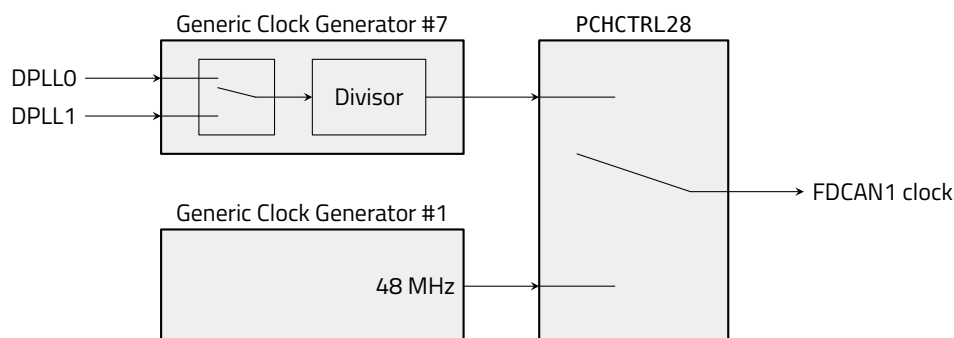 Generic Clock Generator #7
PCHCTRL28
DPLL0
DPLL1
Divisor
FDCAN1 clock
Generic Clock Generator #1
48 MHz